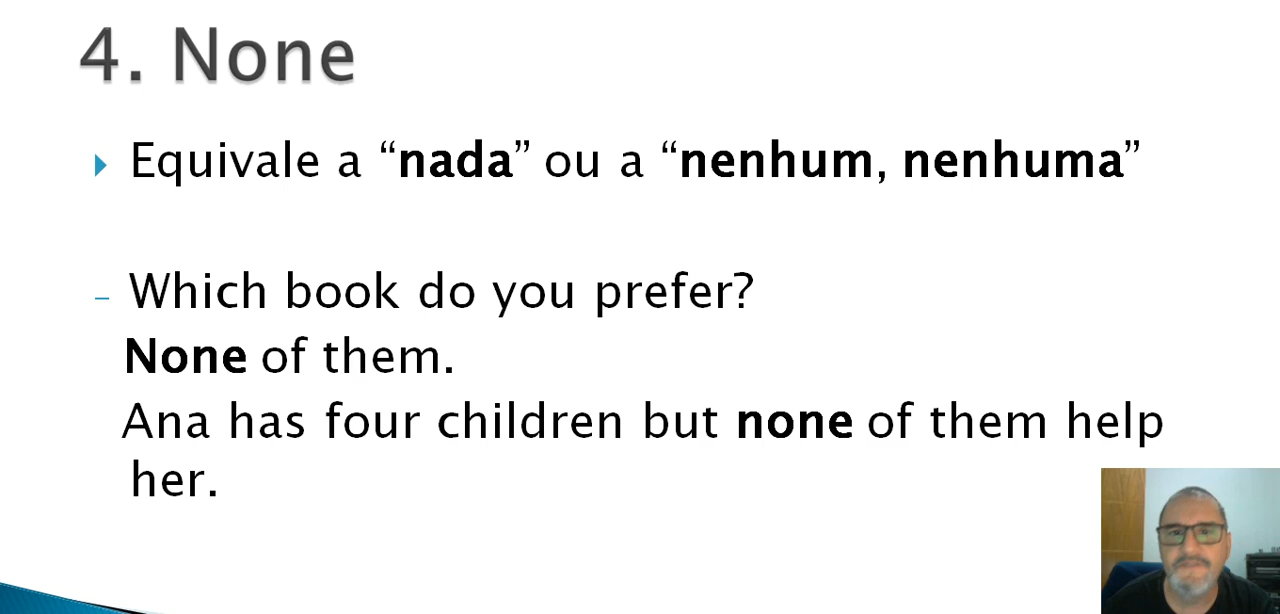 4. None
Equivale a “nada” ou a “nenhum, nenhuma”
– Which book do you prefer?
None of them.
Ana has four children but none of them help
her.